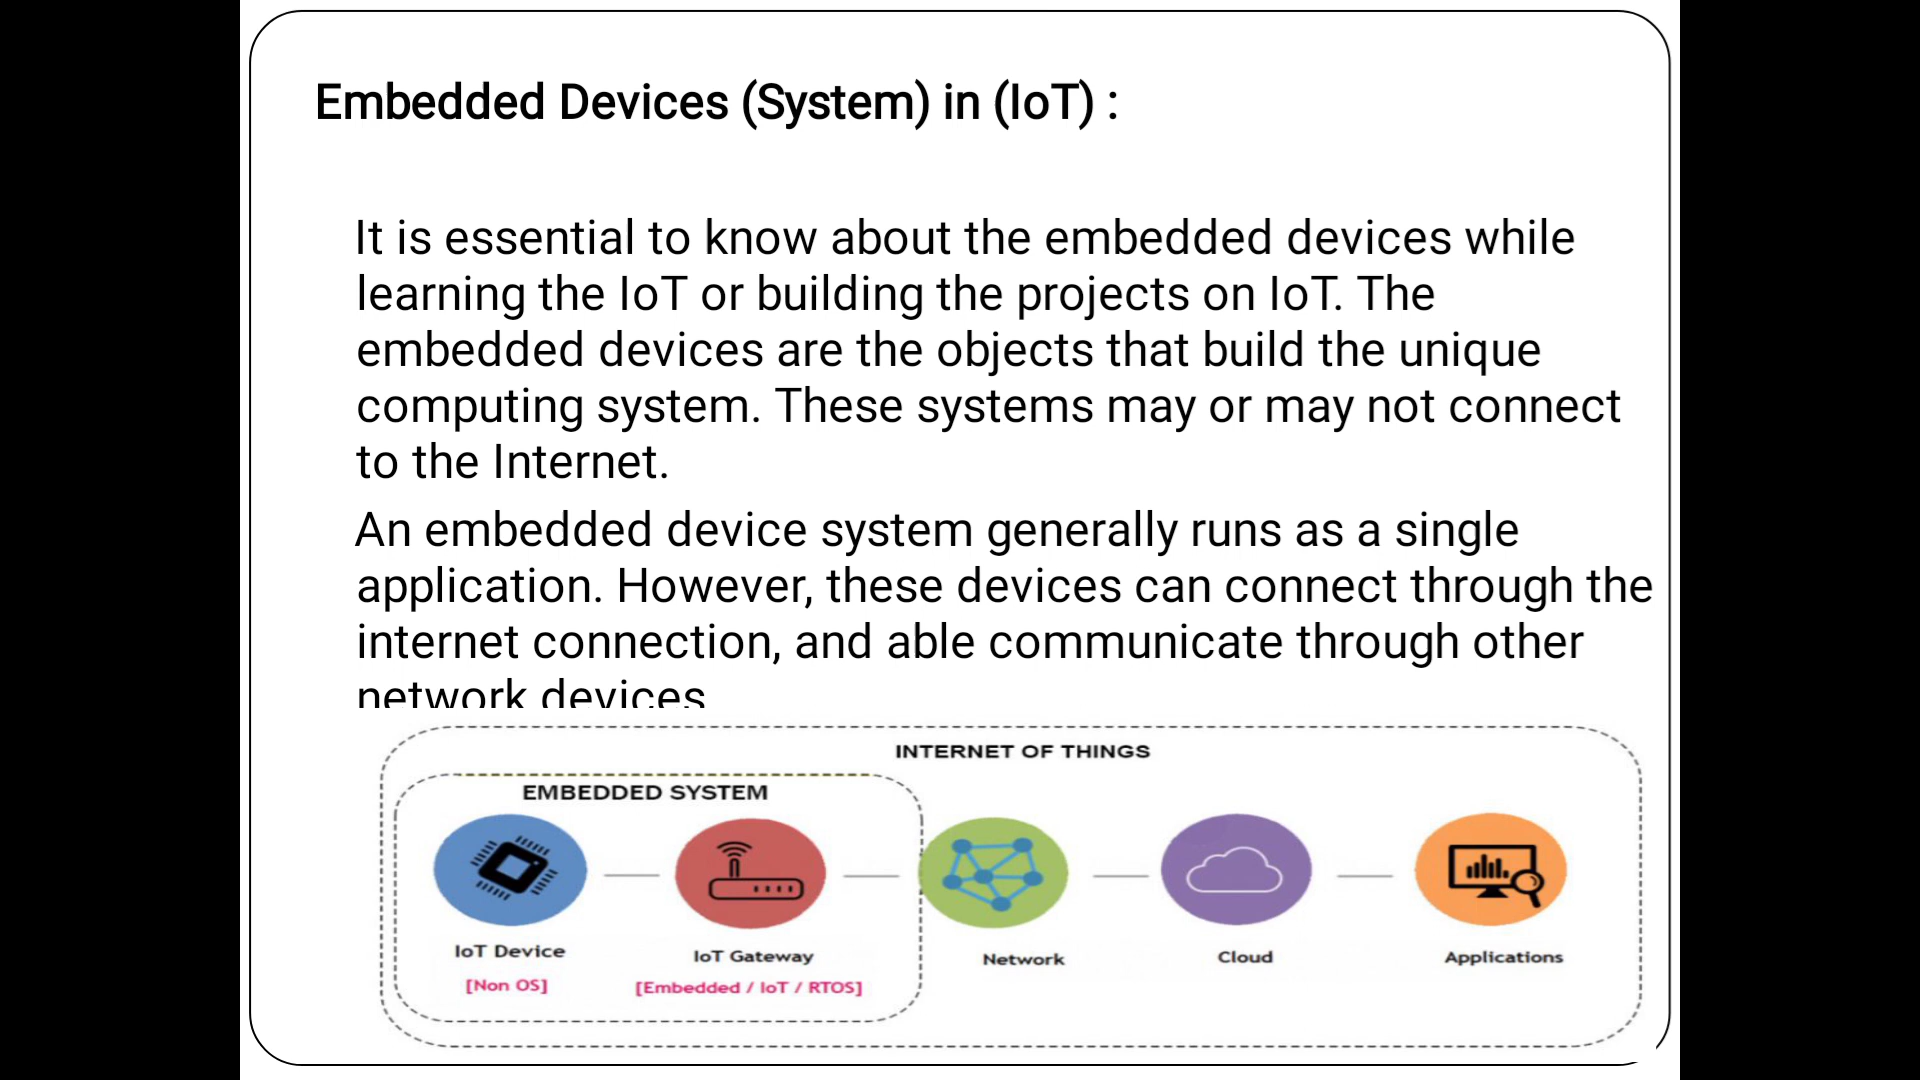 Embedded Devices (System) in (IoT) :
It is essential to know about the embedded devices while
learning the IoT or building the projects on IoT. The
embedded devices are the objects that build the unique
computing system. These systems may or may not connect
to the Internet.
An embedded device system generally runs as a single
application. However, these devices can connect through the
internet connection, and able communicate through other
network devices
INTERNET OF THINGS
EMBEDDED SYSTEM
IoT Device
IoT Gateway
Network
Cloud
Applications
[Non OS]
[Embedded / IoT / RTOS]